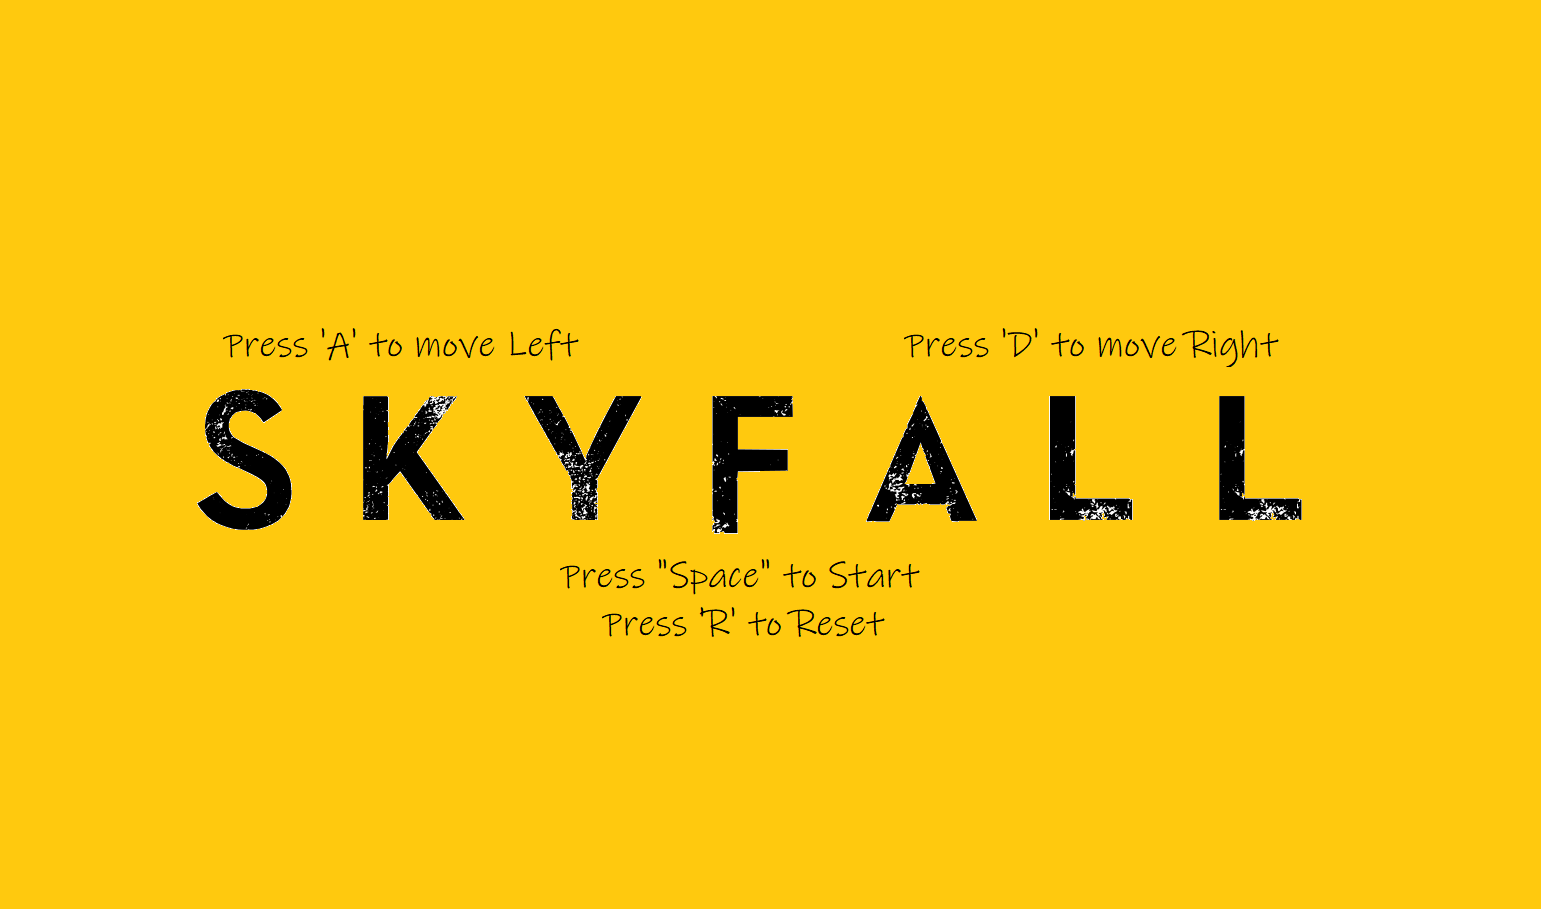 Press 'A' to move Left
Press 'D' to move Right
SKYFALL
Press "Space" to Start
Press 'R' to Reset